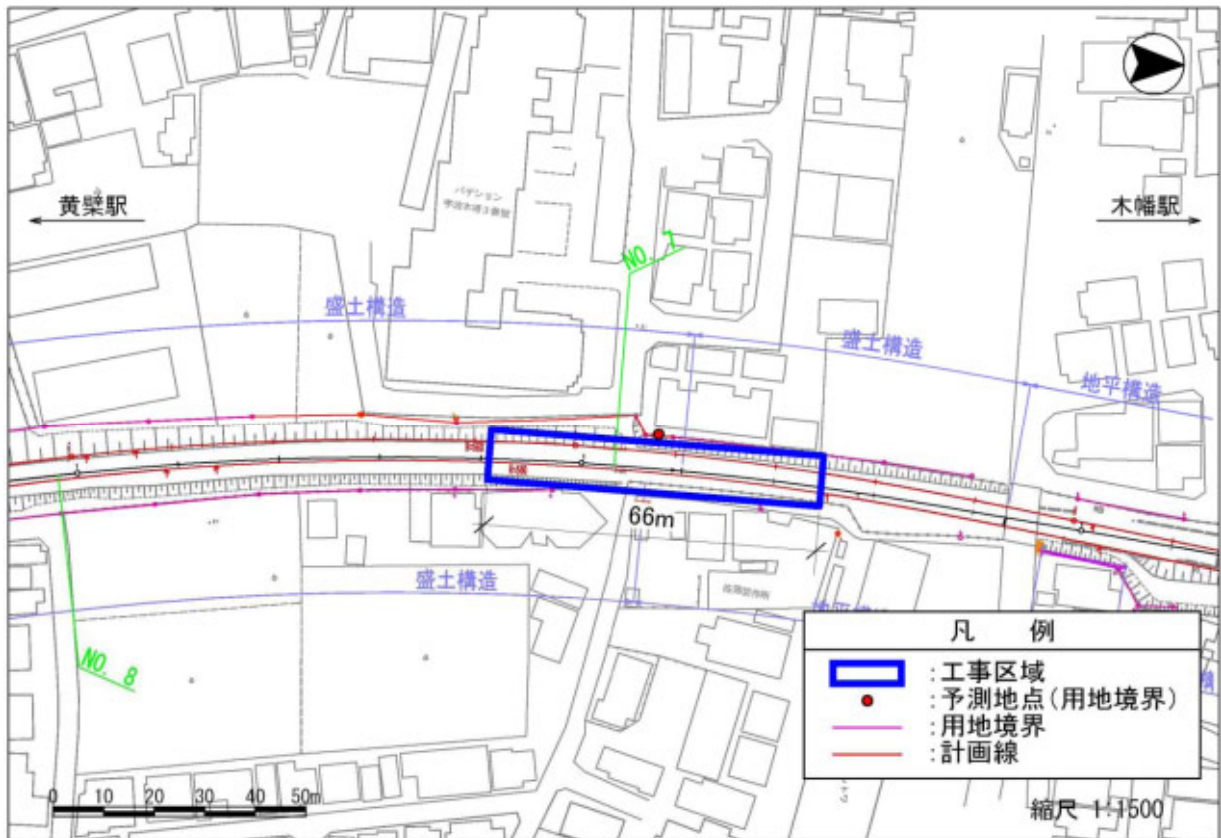 黄檗駅
木幡駅
NO. 7
盛土構造
盛土構造
地平構造
66m
盛土構造
NO. 8
凡 例
:工事区域
:予測地点(用地境界)
:用地境界
:計画線
0 10 20 30 40 50m
縮尺 1:1500